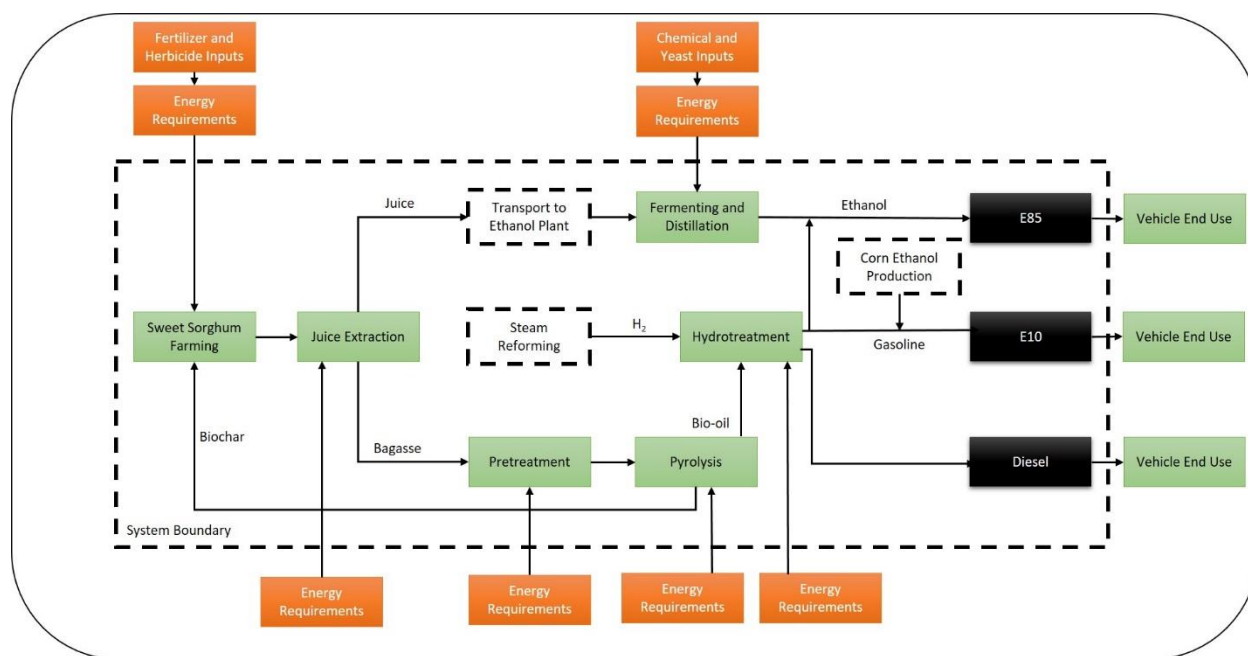 Fertilizer and
Herbicide Inputs
Chemical and
Yeast Inputs
Energy
Requirements
Energy
Requirements
Juice
Transport to
Ethanol Plant
Fermenting and
Distillation
Ethanol
E85
Vehicle End Use
Corn Ethanol
Production
Sweet Sorghum
Farming
Juice Extraction
Steam
Reforming
H₂
Hydrotreatment
Gasoline
E10
Vehicle End Use
Biochar
Bagasse
Pretreatment
Bio-oil
Pyrolysis
Diesel
Vehicle End Use
System Boundary
Energy
Requirements
Energy
Requirements
Energy
Requirements
Energy
Requirements